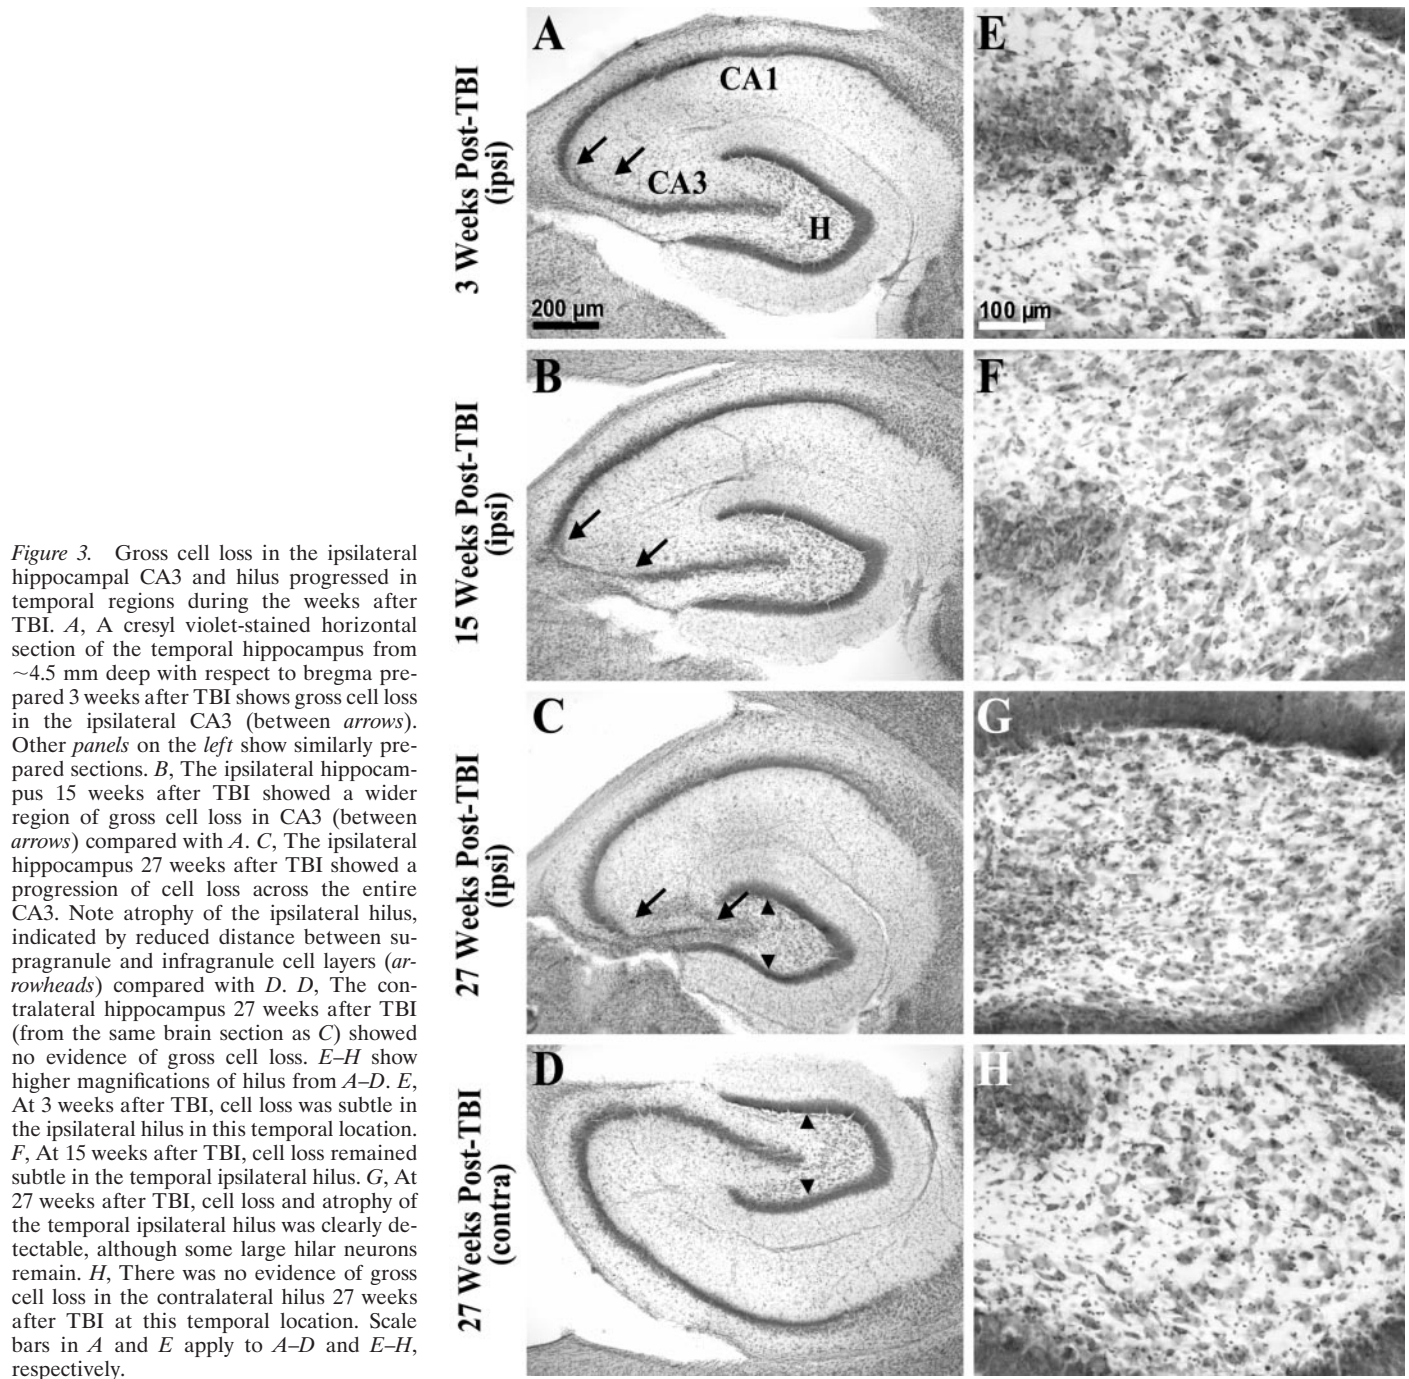 Figure 3. Gross cell loss in the ipsilateral
hippocampal CA3 and hilus progressed in
temporal regions during the weeks after
TBI. A, A cresyl violet-stained horizontal
section of the temporal hippocampus from
∼4.5 mm deep with respect to bregma pre-
pared 3 weeks after TBI shows gross cell loss
in the ipsilateral CA3 (between arrows).
Other panels on the left show similarly pre-
pared sections. B, The ipsilateral hippocam-
pus 15 weeks after TBI showed a wider
region of gross cell loss in CA3 (between
arrows) compared with A. C, The ipsilateral
hippocampus 27 weeks after TBI showed a
progression of cell loss across the entire
CA3. Note atrophy of the ipsilateral hilus,
indicated by reduced distance between su-
pragranule and infragranule cell layers (ar-
rowheads) compared with D. D, The con-
tralateral hippocampus 27 weeks after TBI
(from the same brain section as C) showed
no evidence of gross cell loss. E–H show
higher magnifications of hilus from A–D. E,
At 3 weeks after TBI, cell loss was subtle in
the ipsilateral hilus in this temporal location.
F, At 15 weeks after TBI, cell loss remained
subtle in the temporal ipsilateral hilus. G, At
27 weeks after TBI, cell loss and atrophy of
the temporal ipsilateral hilus was clearly de-
tectable, although some large hilar neurons
remain. H, There was no evidence of gross
cell loss in the contralateral hilus 27 weeks
after TBI at this temporal location. Scale
bars in A and E apply to A–D and E–H,
respectively.
3 Weeks Post-TBI
(ipsi)
A
CA1
CA3
H
200 µm
E
100 µm
15 Weeks Post-TBI
(ipsi)
B
F
27 Weeks Post-TBI
(ipsi)
C
G
27 Weeks Post-TBI
(contra)
D
H